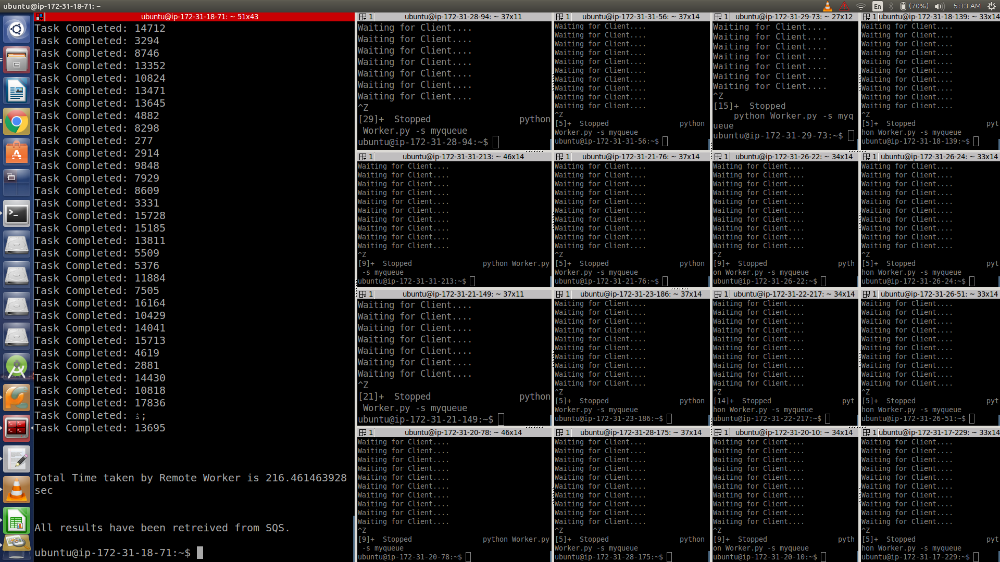 ubuntu@ip-172-31-18-71: ~
En
(70%)
5:13 AM
ubuntu@ip-172-31-18-71: ~ 51x43
Task Completed: 14712
Task Completed: 3294
Task Completed: 8746
Task Completed: 13352
Task Completed: 10824
Task Completed: 13471
Task Completed: 13645
Task Completed: 4882
Task Completed: 8298
Task Completed: 277
Task Completed: 2914
Task Completed: 9848
Task Completed: 7929
Task Completed: 8609
Task Completed: 3331
Task Completed: 15728
Task Completed: 15185
Task Completed: 13811
Task Completed: 5509
Task Completed: 5376
Task Completed: 11884
Task Completed: 7505
Task Completed: 16164
Task Completed: 10429
Task Completed: 14041
Task Completed: 15713
Task Completed: 4619
Task Completed: 2881
Task Completed: 14430
Task Completed: 10818
Task Completed: 17836
Task Completed: ;
Task Completed: 13695
Total Time taken by Remote Worker is 216.461463928
sec
All results have been retreived from SQS.
ubuntu@ip-172-31-18-71:~$
1 ubuntu@ip-172-31-28-94: ~ 37x11
Waiting for Client....
Waiting for Client....
Waiting for Client....
Waiting for Client....
Waiting for Client....
Waiting for Client....
Waiting for Client....
^Z
[29]+  Stopped                 python
 Worker.py -s myqueue
ubuntu@ip-172-31-28-94:~$
1 ubuntu@ip-172-31-31-56: ~ 37x14
Waiting for Client....
Waiting for Client....
Waiting for Client....
Waiting for Client....
Waiting for Client....
Waiting for Client....
Waiting for Client....
Waiting for Client....
Waiting for Client....
Waiting for Client....
^Z
[5]+  Stopped                 python
Worker.py -s myqueue
ubuntu@ip-172-31-31-56:~$
1 ubuntu@ip-172-31-29-73: ~ 27x12
Waiting for Client....
Waiting for Client....
Waiting for Client....
Waiting for Client....
Waiting for Client....
Waiting for Client....
Waiting for Client....
^Z
[15]+  Stopped
    python Worker.py -s myq
ueue
ubuntu@ip-172-31-29-73:~$
1 ubuntu@ip-172-31-18-139: ~ 33x14
Waiting for Client....
Waiting for Client....
Waiting for Client....
Waiting for Client....
Waiting for Client....
Waiting for Client....
Waiting for Client....
Waiting for Client....
Waiting for Client....
Waiting for Client....
^Z
[5]+  Stopped                 pyt
hon Worker.py -s myqueue
ubuntu@ip-172-31-18-139:~$
1 ubuntu@ip-172-31-31-213: ~ 46x14
Waiting for Client....
Waiting for Client....
Waiting for Client....
Waiting for Client....
Waiting for Client....
Waiting for Client....
Waiting for Client....
Waiting for Client....
Waiting for Client....
Waiting for Client....
^Z
[9]+  Stopped                 python Worker.py
 -s myqueue
ubuntu@ip-172-31-31-213:~$
1 ubuntu@ip-172-31-21-76: ~ 37x14
Waiting for Client....
Waiting for Client....
Waiting for Client....
Waiting for Client....
Waiting for Client....
Waiting for Client....
Waiting for Client....
Waiting for Client....
Waiting for Client....
Waiting for Client....
^Z
[5]+  Stopped                 python
Worker.py -s myqueue
ubuntu@ip-172-31-21-76:~$
1 ubuntu@ip-172-31-26-22: ~ 34x14
Waiting for Client....
Waiting for Client....
Waiting for Client....
Waiting for Client....
Waiting for Client....
Waiting for Client....
Waiting for Client....
Waiting for Client....
Waiting for Client....
Waiting for Client....
^Z
[9]+  Stopped                 pyth
on Worker.py -s myqueue
ubuntu@ip-172-31-26-22:~$
1 ubuntu@ip-172-31-26-24: ~ 33x14
Waiting for Client....
Waiting for Client....
Waiting for Client....
Waiting for Client....
Waiting for Client....
Waiting for Client....
Waiting for Client....
Waiting for Client....
Waiting for Client....
Waiting for Client....
^Z
[5]+  Stopped                 pyt
hon Worker.py -s myqueue
ubuntu@ip-172-31-26-24:~$
1 ubuntu@ip-172-31-21-149: ~ 37x11
Waiting for Client....
Waiting for Client....
Waiting for Client....
Waiting for Client....
Waiting for Client....
Waiting for Client....
Waiting for Client....
^Z
[21]+  Stopped                 python
 Worker.py -s myqueue
ubuntu@ip-172-31-21-149:~$
1 ubuntu@ip-172-31-23-186: ~ 37x14
Waiting for Client....
Waiting for Client....
Waiting for Client....
Waiting for Client....
Waiting for Client....
Waiting for Client....
Waiting for Client....
Waiting for Client....
Waiting for Client....
Waiting for Client....
^Z
[5]+  Stopped                 python
Worker.py -s myqueue
ubuntu@ip-172-31-23-186:~$
1 ubuntu@ip-172-31-22-217: ~ 34x14
Waiting for Client....
Waiting for Client....
Waiting for Client....
Waiting for Client....
Waiting for Client....
Waiting for Client....
Waiting for Client....
Waiting for Client....
Waiting for Client....
Waiting for Client....
^Z
[14]+  Stopped                 pyt
hon Worker.py -s myqueue
ubuntu@ip-172-31-22-217:~$
1 ubuntu@ip-172-31-26-51: ~ 33x14
Waiting for Client....
Waiting for Client....
Waiting for Client....
Waiting for Client....
Waiting for Client....
Waiting for Client....
Waiting for Client....
Waiting for Client....
Waiting for Client....
Waiting for Client....
^Z
[5]+  Stopped                 pyt
hon Worker.py -s myqueue
ubuntu@ip-172-31-26-51:~$
1 ubuntu@ip-172-31-20-78: ~ 46x14
Waiting for Client....
Waiting for Client....
Waiting for Client....
Waiting for Client....
Waiting for Client....
Waiting for Client....
Waiting for Client....
Waiting for Client....
Waiting for Client....
Waiting for Client....
^Z
[9]+  Stopped                 python Worker.py
 -s myqueue
ubuntu@ip-172-31-20-78:~$
1 ubuntu@ip-172-31-28-175: ~ 37x14
Waiting for Client....
Waiting for Client....
Waiting for Client....
Waiting for Client....
Waiting for Client....
Waiting for Client....
Waiting for Client....
Waiting for Client....
Waiting for Client....
Waiting for Client....
^Z
[5]+  Stopped                 python
Worker.py -s myqueue
ubuntu@ip-172-31-28-175:~$
1 ubuntu@ip-172-31-20-10: ~ 34x14
Waiting for Client....
Waiting for Client....
Waiting for Client....
Waiting for Client....
Waiting for Client....
Waiting for Client....
Waiting for Client....
Waiting for Client....
Waiting for Client....
Waiting for Client....
^Z
[9]+  Stopped                 pyth
on Worker.py -s myqueue
ubuntu@ip-172-31-20-10:~$
1 ubuntu@ip-172-31-17-229: ~ 33x14
Waiting for Client....
Waiting for Client....
Waiting for Client....
Waiting for Client....
Waiting for Client....
Waiting for Client....
Waiting for Client....
Waiting for Client....
Waiting for Client....
Waiting for Client....
^Z
[5]+  Stopped                 pyt
hon Worker.py -s myqueue
ubuntu@ip-172-31-17-229:~$